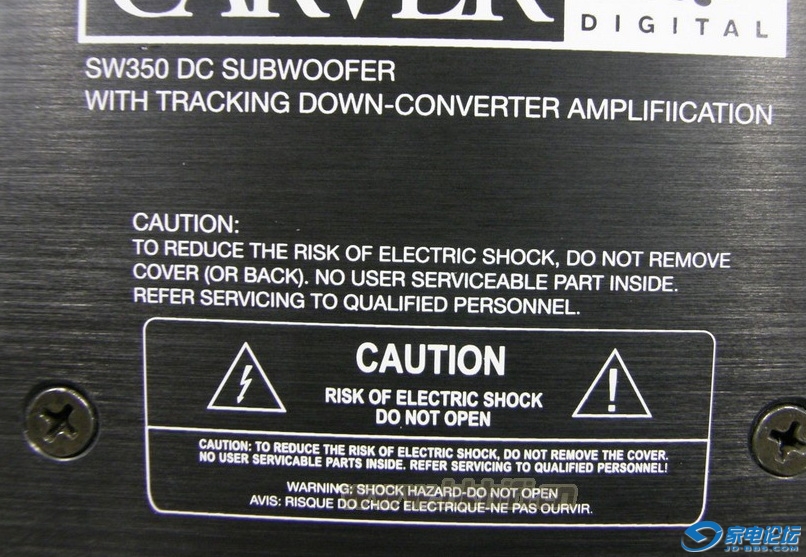 CARVER
DIGITAL
SW350 DC SUBWOOFER
WITH TRACKING DOWN-CONVERTER AMPLIFIICATION
CAUTION:
TO REDUCE THE RISK OF ELECTRIC SHOCK, DO NOT REMOVE
COVER (OR BACK). NO USER SERVICEABLE PART INSIDE.
REFER SERVICING TO QUALIFIED PERSONNEL.
CAUTION
RISK OF ELECTRIC SHOCK
DO NOT OPEN
CAUTION: TO REDUCE THE RISK OF ELECTRIC SHOCK, DO NOT REMOVE THE COVER.
NO USER SERVICABLE PARTS INSIDE. REFER SERVICING TO QUALIFIED PERSONNEL!
WARNING: SHOCK HAZARD-DO NOT OPEN
AVIS: RISQUE DO CHOC ELECTRIQUE-NE PAS OURVIR.
家电论坛
JD-BBS.COM